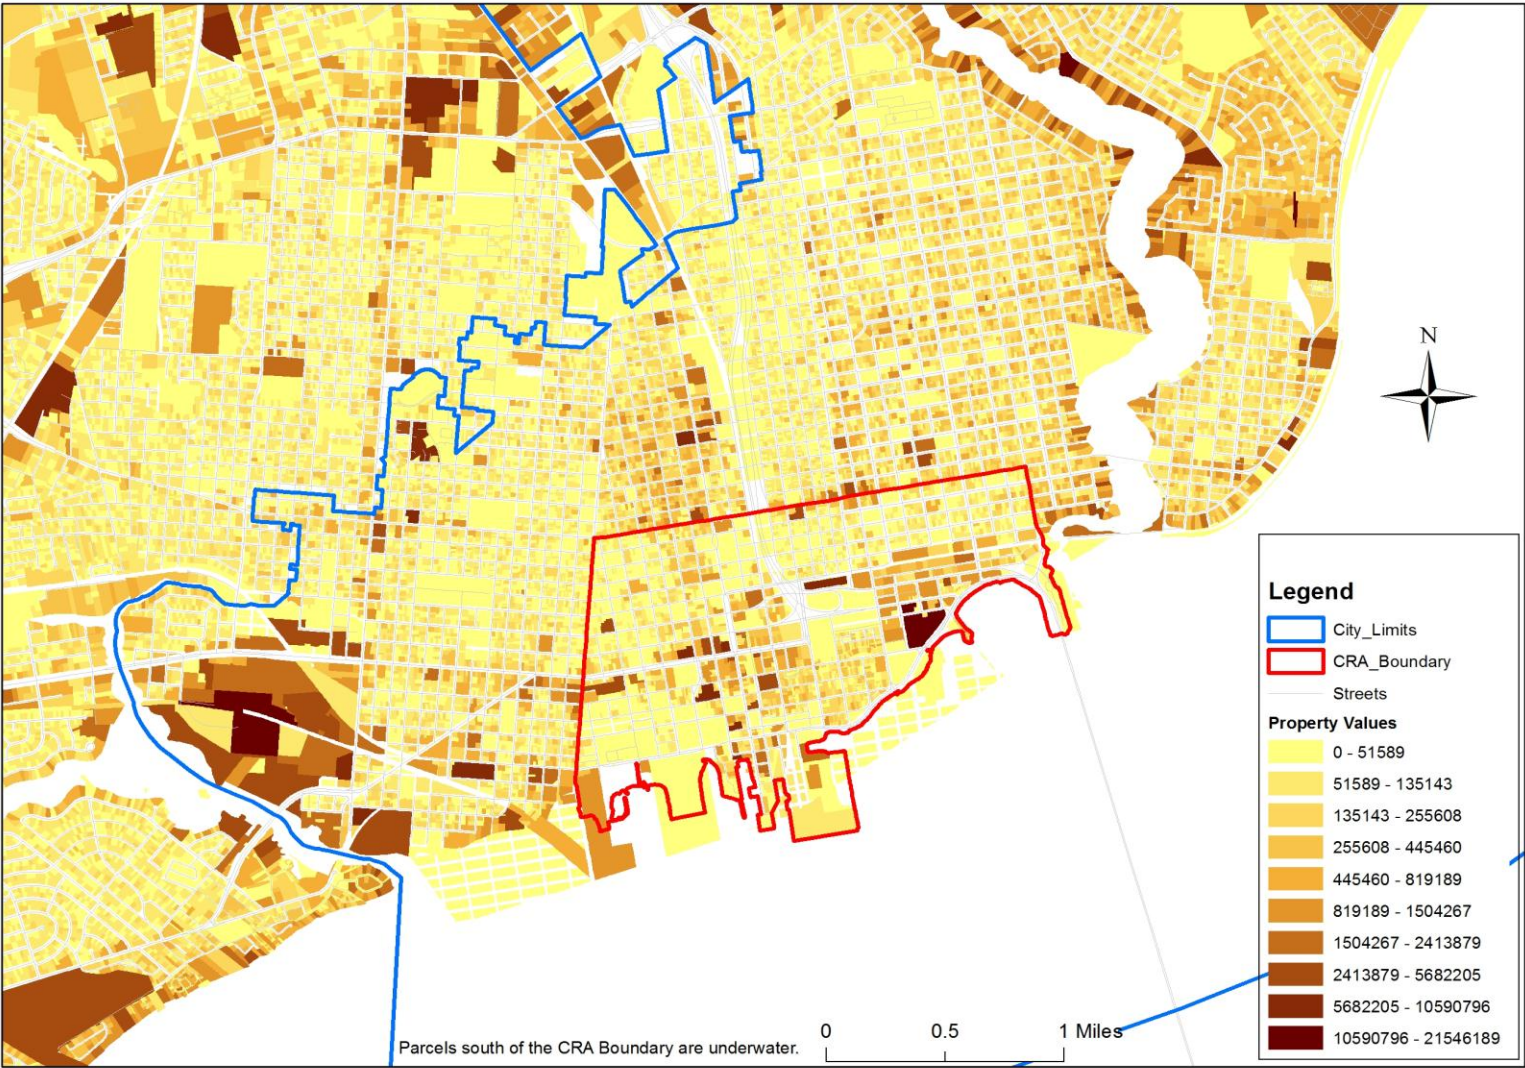 N
Legend
City_Limits
CRA_Boundary
Streets
Property Values
0 - 51589
51589 - 135143
135143 - 255608
255608 - 445460
445460 - 819189
819189 - 1504267
1504267 - 2413879
2413879 - 5682205
5682205 - 10590796
10590796 - 21546189
0 0.5 1 Miles
Parcels south of the CRA Boundary are underwater.